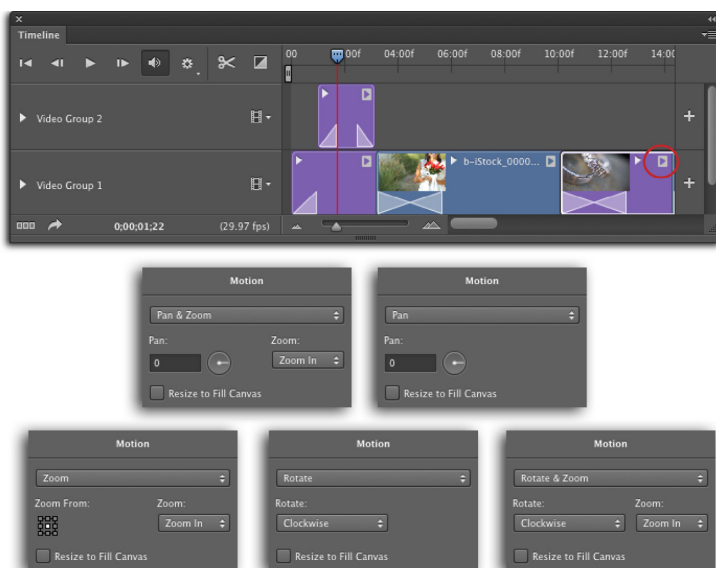 Timeline
00 00f 04:00f 06:00f 08:00f 10:00f 12:00f 14:00
Video Group 2
b-iStock_0000...
Video Group 1
0;00;01;22 (29.97 fps)
Motion Motion
Pan & Zoom Pan
Pan: Zoom: Pan:
0 Zoom In 0
Resize to Fill Canvas Resize to Fill Canvas
Motion Motion Motion
Zoom Rotate Rotate & Zoom
Zoom From: Zoom: Rotate: Rotate: Zoom:
Zoom In Clockwise Clockwise Zoom In
Resize to Fill Canvas Resize to Fill Canvas Resize to Fill Canvas